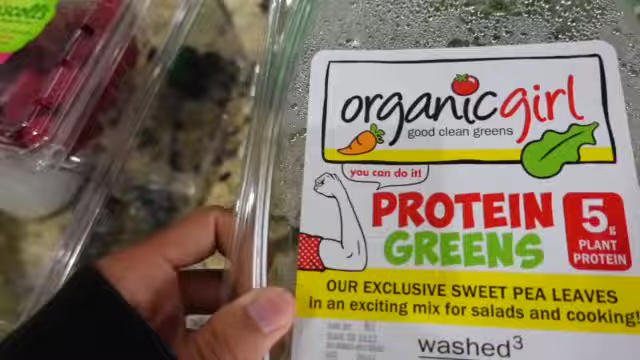 organicgirl
good clean greens
you can do it!
PROTEIN
GREENS
5g
PLANT
PROTEIN
OUR EXCLUSIVE SWEET PEA LEAVES
in an exciting mix for salads and cooking!
washed³